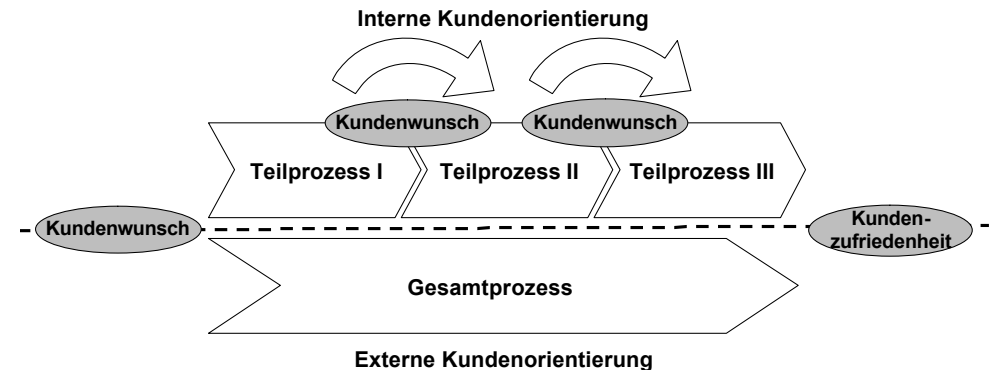 Interne Kundenorientierung
Kundenwunsch
Kundenwunsch
Teilprozess I
Teilprozess II
Teilprozess III
Kundenwunsch
Kunden-
zufriedenheit
Gesamtprozess
Externe Kundenorientierung